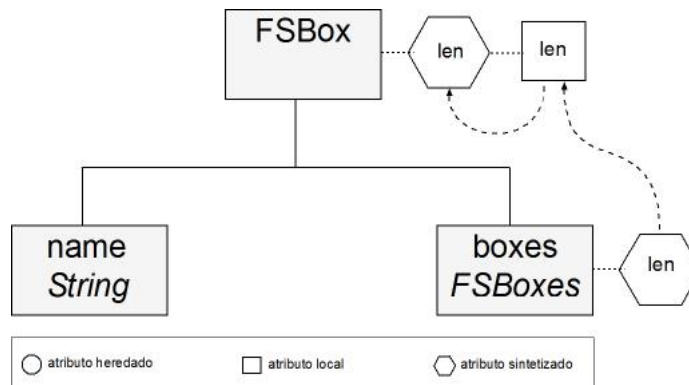 FSBox
len
len
name
String
boxes
FSBoxes
len
atributo heredado
atributo local
atributo sintetizado